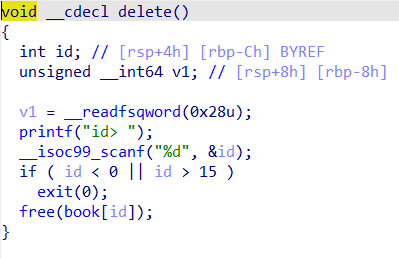 void __cdecl delete()
{
  int id; // [rsp+4h] [rbp-Ch] BYREF
  unsigned __int64 v1; // [rsp+8h] [rbp-8h]

  v1 = __readfsqword(0x28u);
  printf("id> ");
  __isoc99_scanf("%d", &id);
  if ( id < 0 || id > 15 )
    exit(0);
  free(book[id]);
}